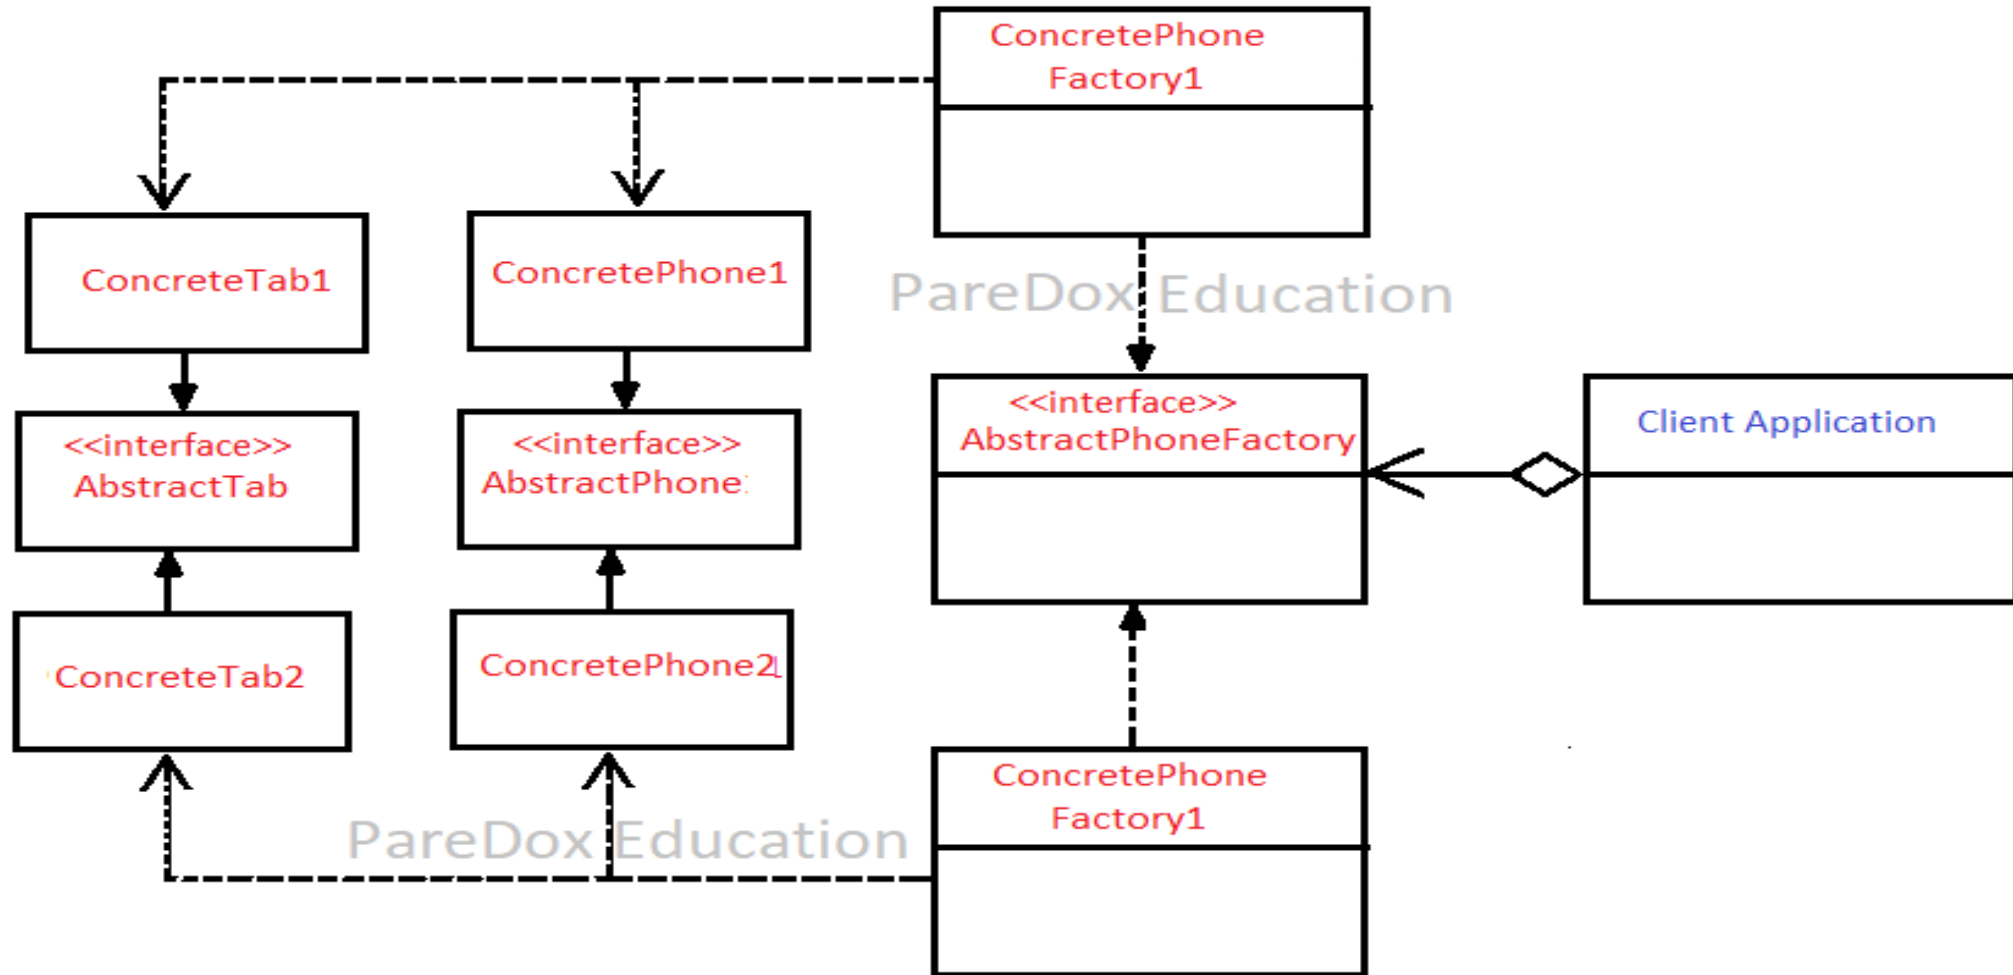 ConcretePhone
Factory1
ConcreteTab1
ConcretePhone1
PareDox Education
<<interface>>
AbstractTab
<<interface>>
AbstractPhone
<<interface>>
AbstractPhoneFactory
Client Application
ConcreteTab2
ConcretePhone2
ConcretePhone
Factory1
PareDox Education